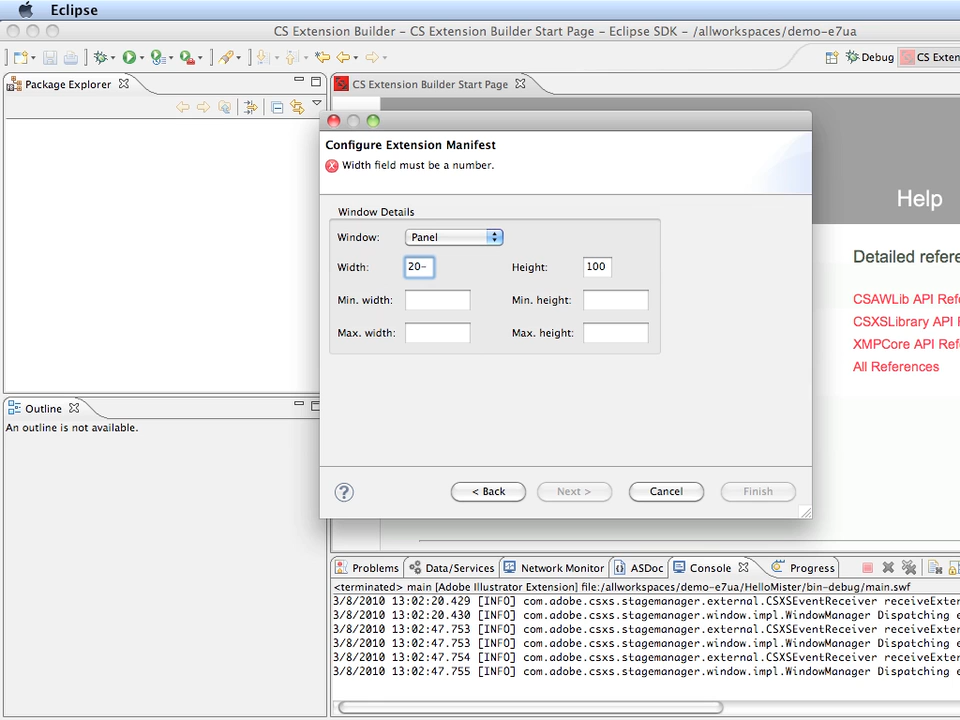 Eclipse
CS Extension Builder – CS Extension Builder Start Page – Eclipse SDK – /allworkspaces/demo-e7ua
Debug
CS Exten
Package Explorer
CS Extension Builder Start Page
Configure Extension Manifest
Width field must be a number.
Help
Window Details
Window:
Panel
Width:
20-
Height:
100
Min. width:
Min. height:
Max. width:
Max. height:
Detailed refere
CSAWLib API Refe
CSXSLibrary API R
XMPCore API Refe
All References
Outline
An outline is not available.
?
< Back
Next >
Cancel
Finish
Problems
Data/Services
Network Monitor
ASDoc
Console
Progress
<terminated> main [Adobe Illustrator Extension] file:/allworkspaces/demo-e7ua/HelloMister/bin-debug/main.swf
3/8/2010 13:02:20.429 [INFO] com.adobe.csxs.stagemanager.external.CSXSEventReceiver receiveExter
3/8/2010 13:02:20.430 [INFO] com.adobe.csxs.stagemanager.window.impl.WindowManager Dispatching e
3/8/2010 13:02:47.753 [INFO] com.adobe.csxs.stagemanager.external.CSXSEventReceiver receiveExter
3/8/2010 13:02:47.753 [INFO] com.adobe.csxs.stagemanager.window.impl.WindowManager Dispatching e
3/8/2010 13:02:47.754 [INFO] com.adobe.csxs.stagemanager.external.CSXSEventReceiver receiveExter
3/8/2010 13:02:47.755 [INFO] com.adobe.csxs.stagemanager.window.impl.WindowManager Dispatching e